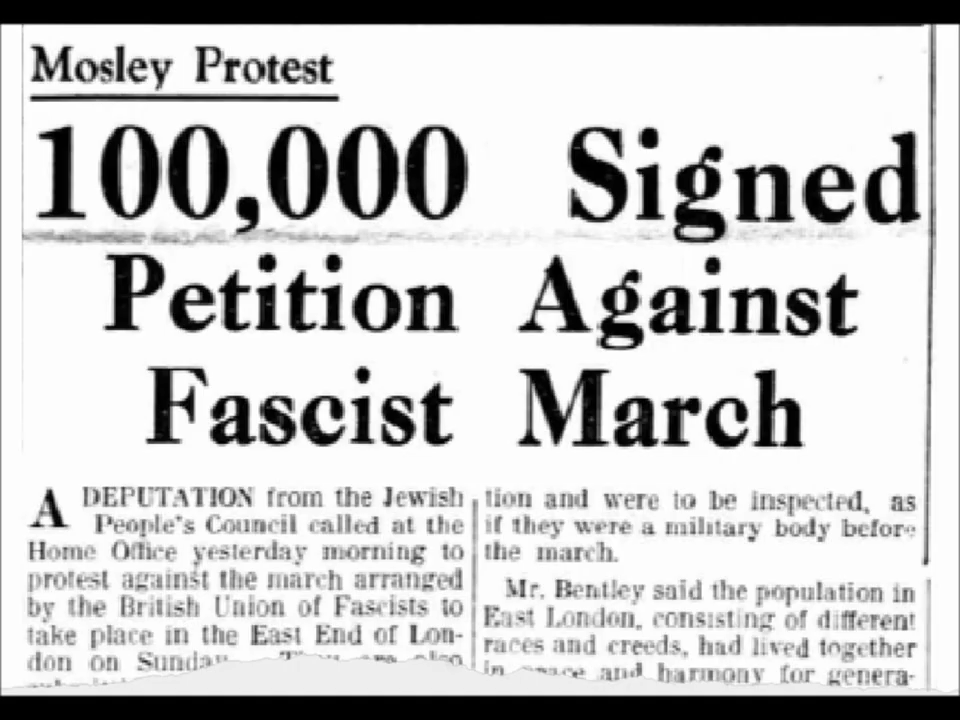 Mosley Protest
100,000 Signed
Petition Against
Fascist March
A DEPUTATION from the Jewish
People's Council called at the
Home Office yesterday morning to
protest against the march arranged
by the British Union of Fascists to
take place in the East End of Lon-
don on Sunday. They are also
tion and were to be inspected, as
if they were a military body before
the march.
Mr. Bentley said the population in
East London, consisting of different
races and creeds, had lived together
in peace and harmony for genera-